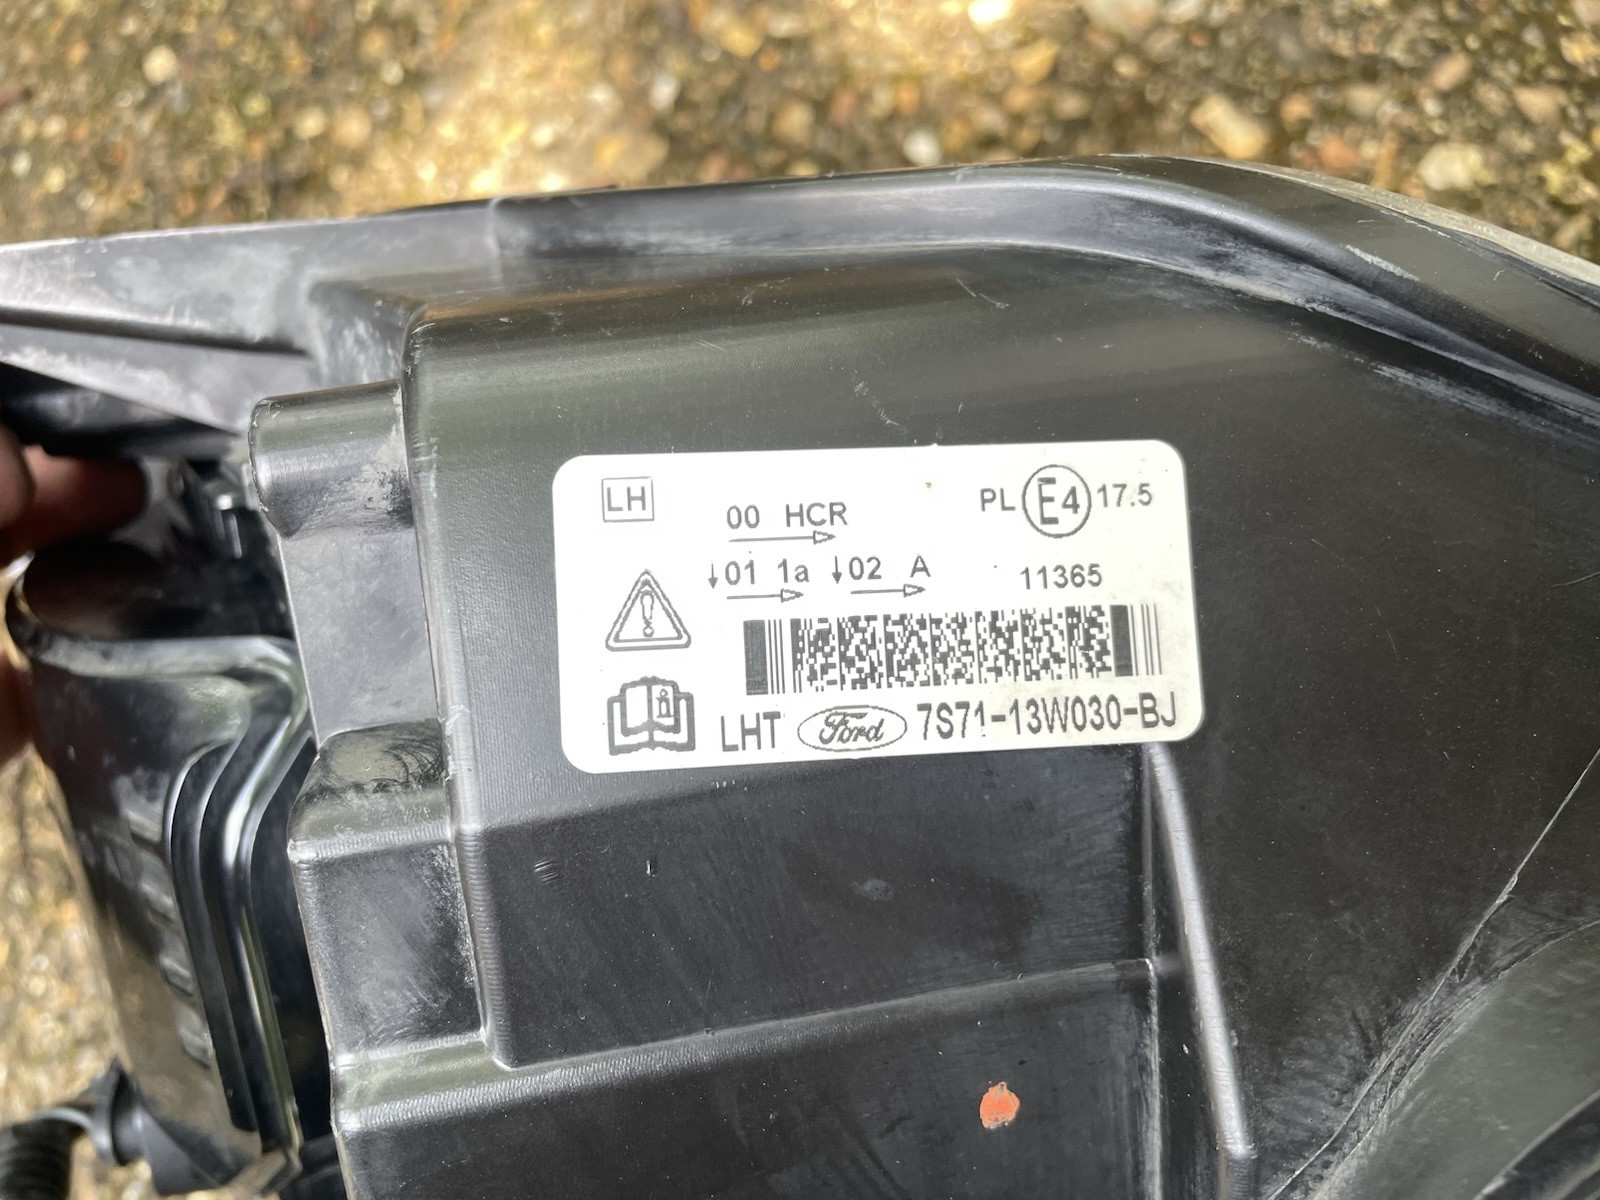 LH
00 HCR
PL E4 17.5
↓01 1a ↓02 A
11365
LHT Ford 7S71-13W030-BJ